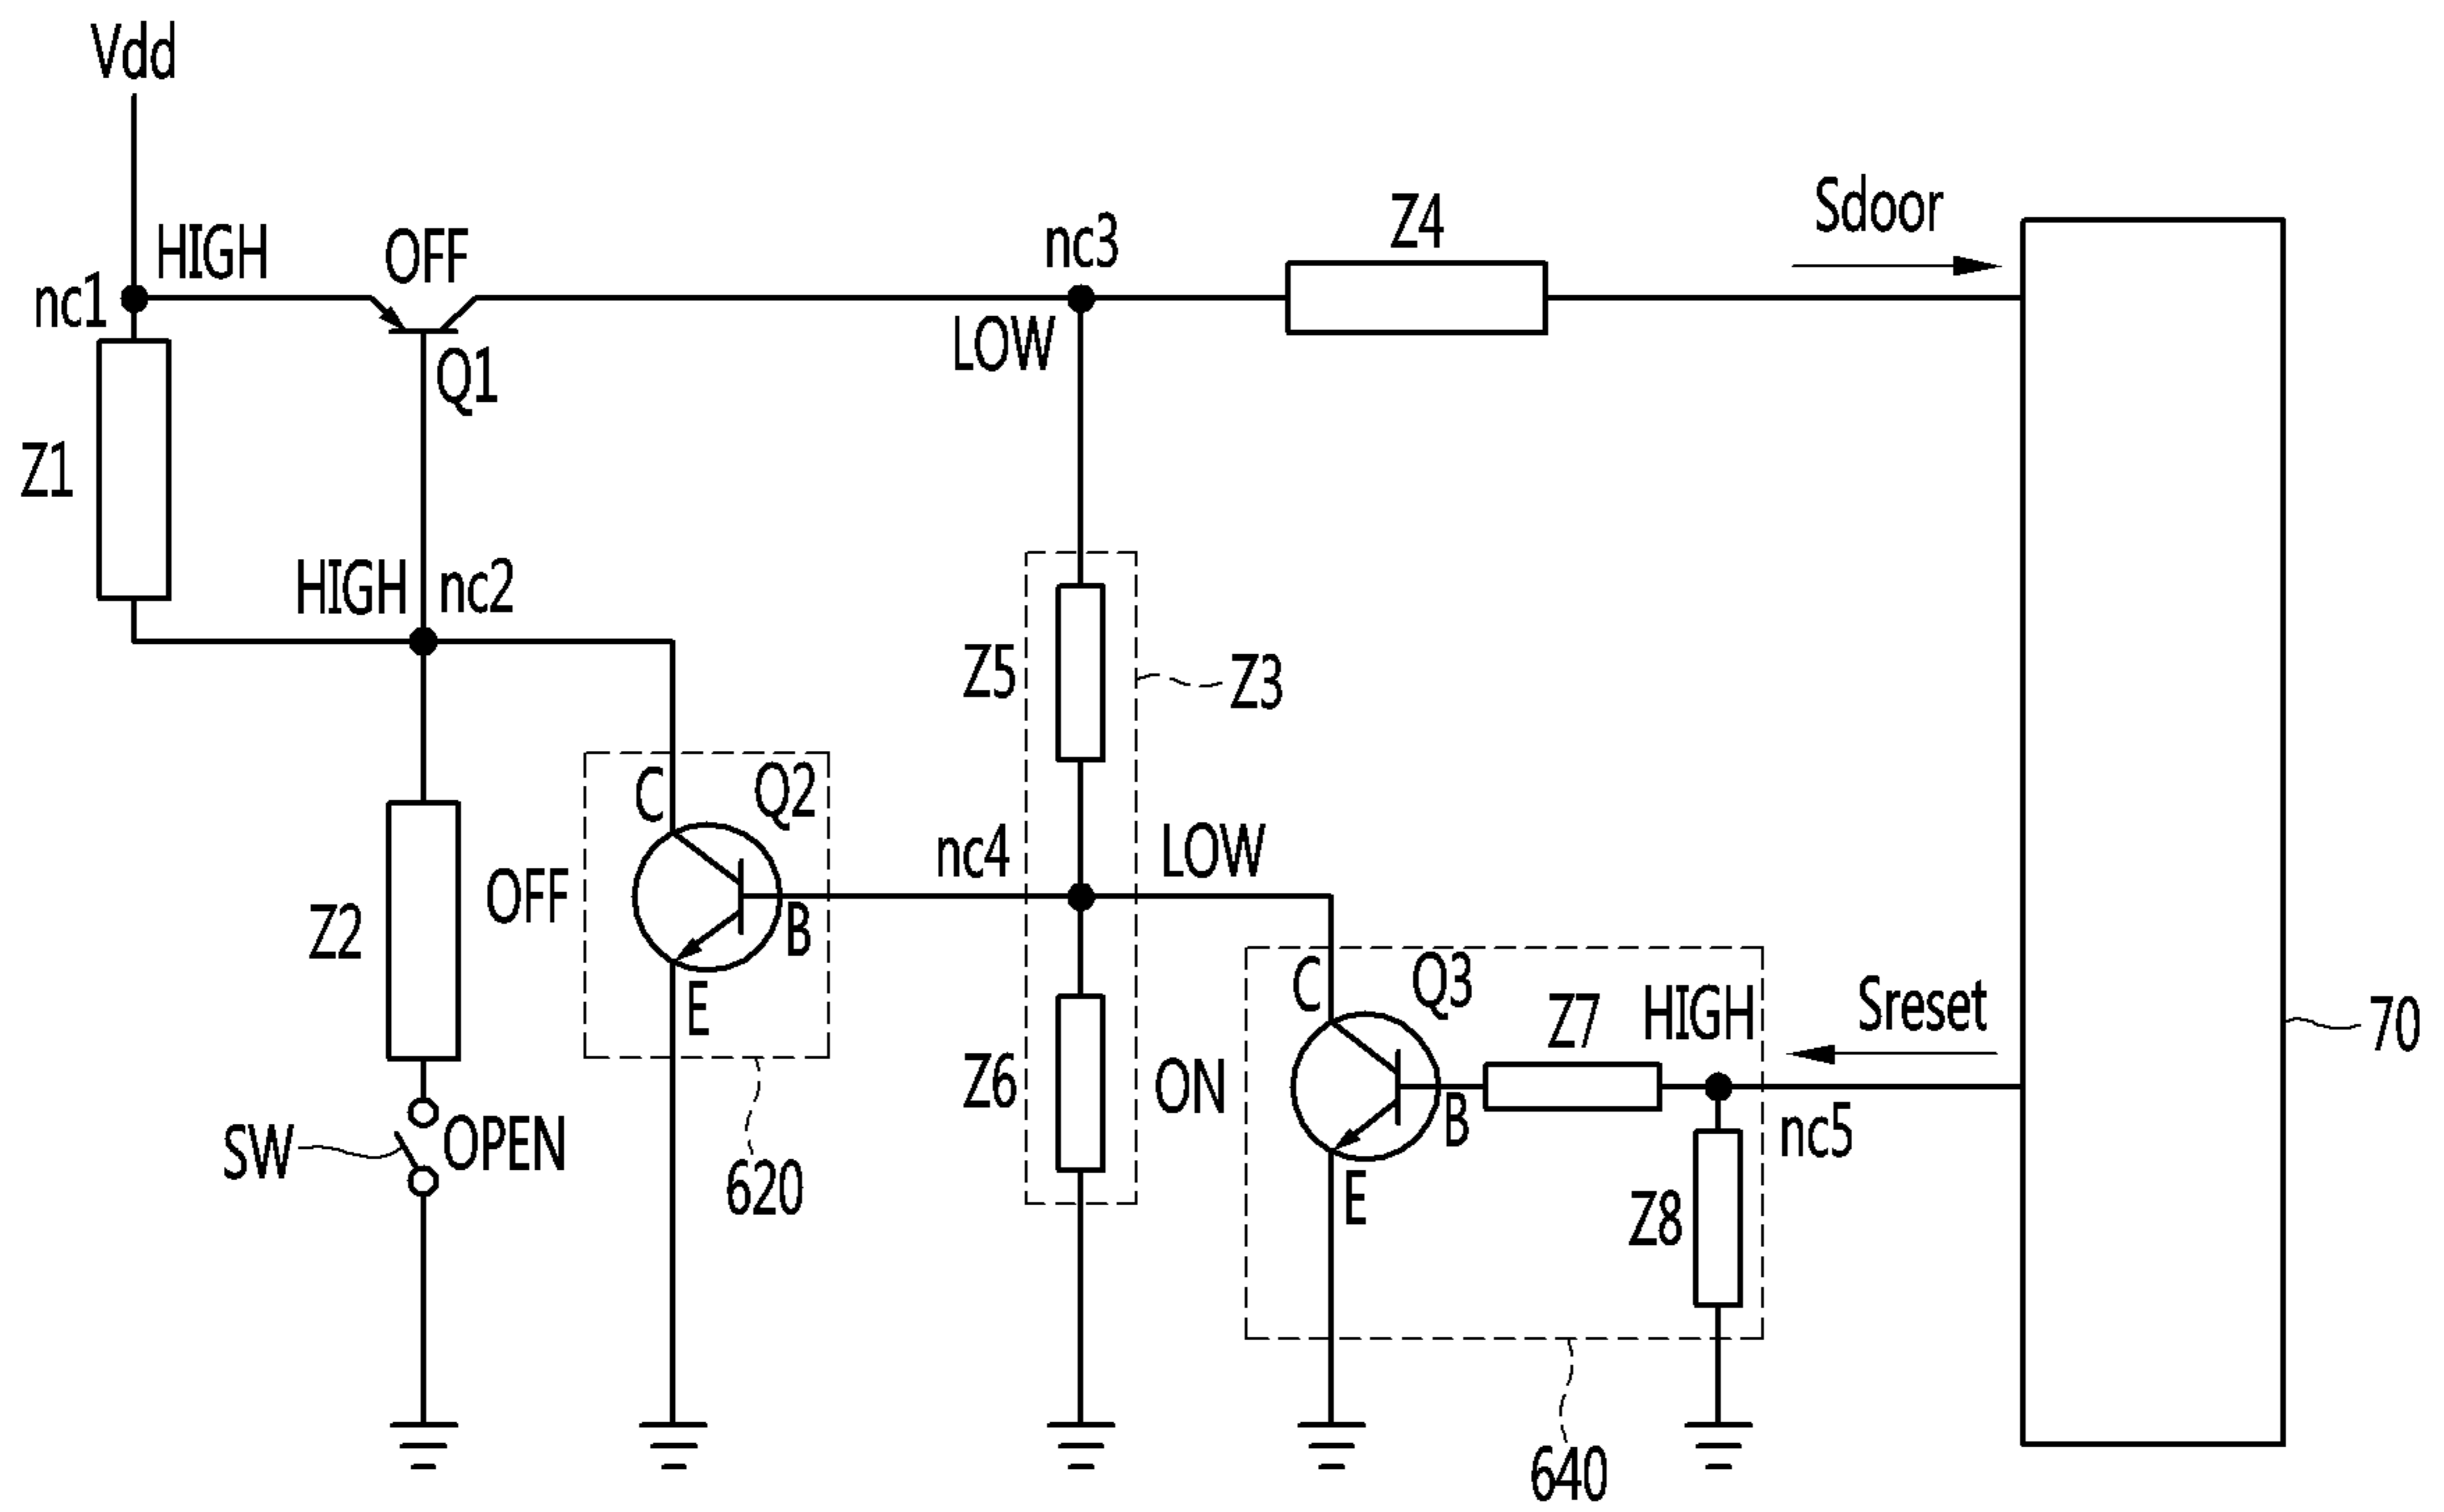 Vdd
Sdoor
Z4
nc3
HIGH
OFF
nc1
LOW
Q1
Z1
HIGH
nc2
Z5
Z3
C
Q2
nc4
LOW
OFF
B
Z2
C
Q3
E
Z7
HIGH
Sreset
70
Z6
ON
B
nc5
SW
OPEN
620
E
Z8
640